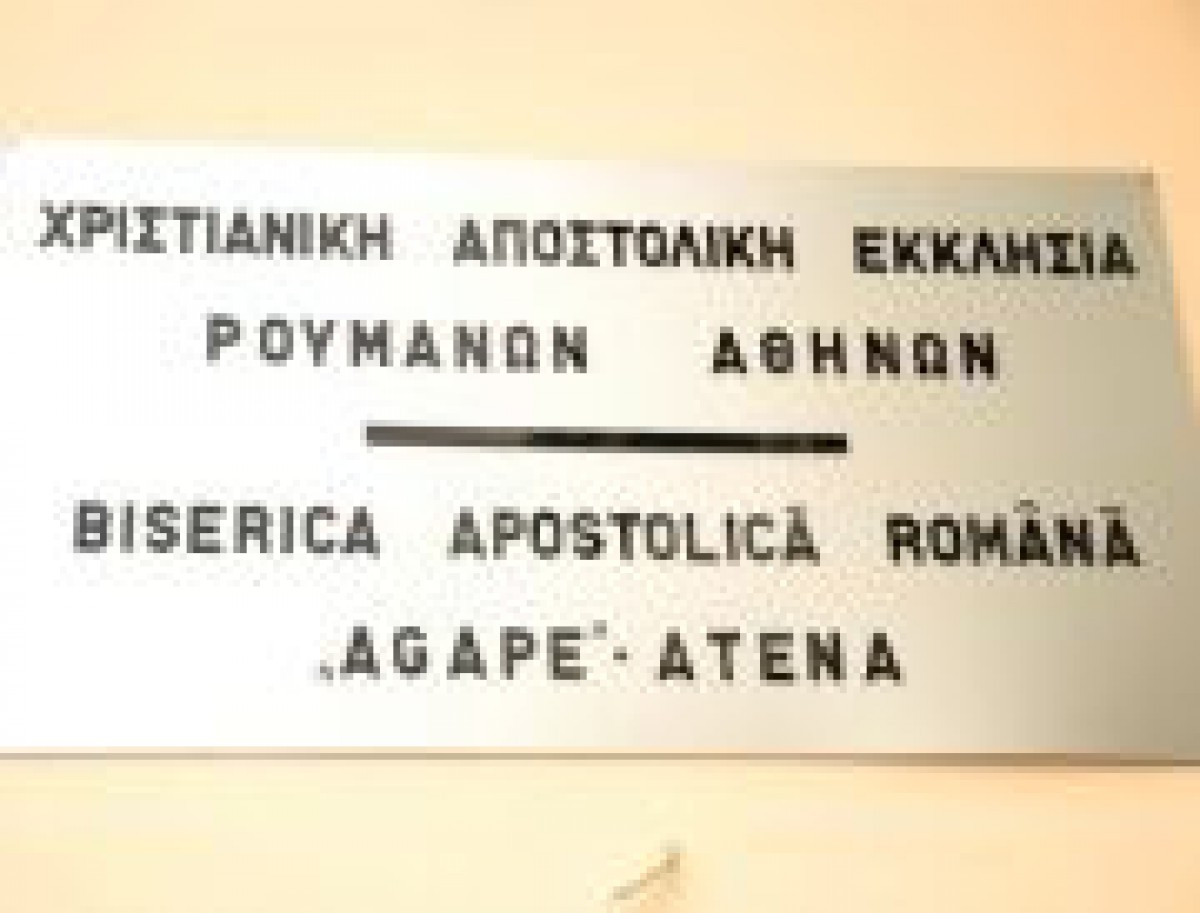 ΧΡΙΣΤΙΑΝΙΚΗ ΑΠΟΣΤΟΛΙΚΗ ΕΚΚΛΗΣΙΑ
ΡΟΥΜΑΝΩΝ ΑΘΗΝΩΝ
BISERICA APOSTOLICĂ ROMÂNĂ
„AGAPE”- ATENA